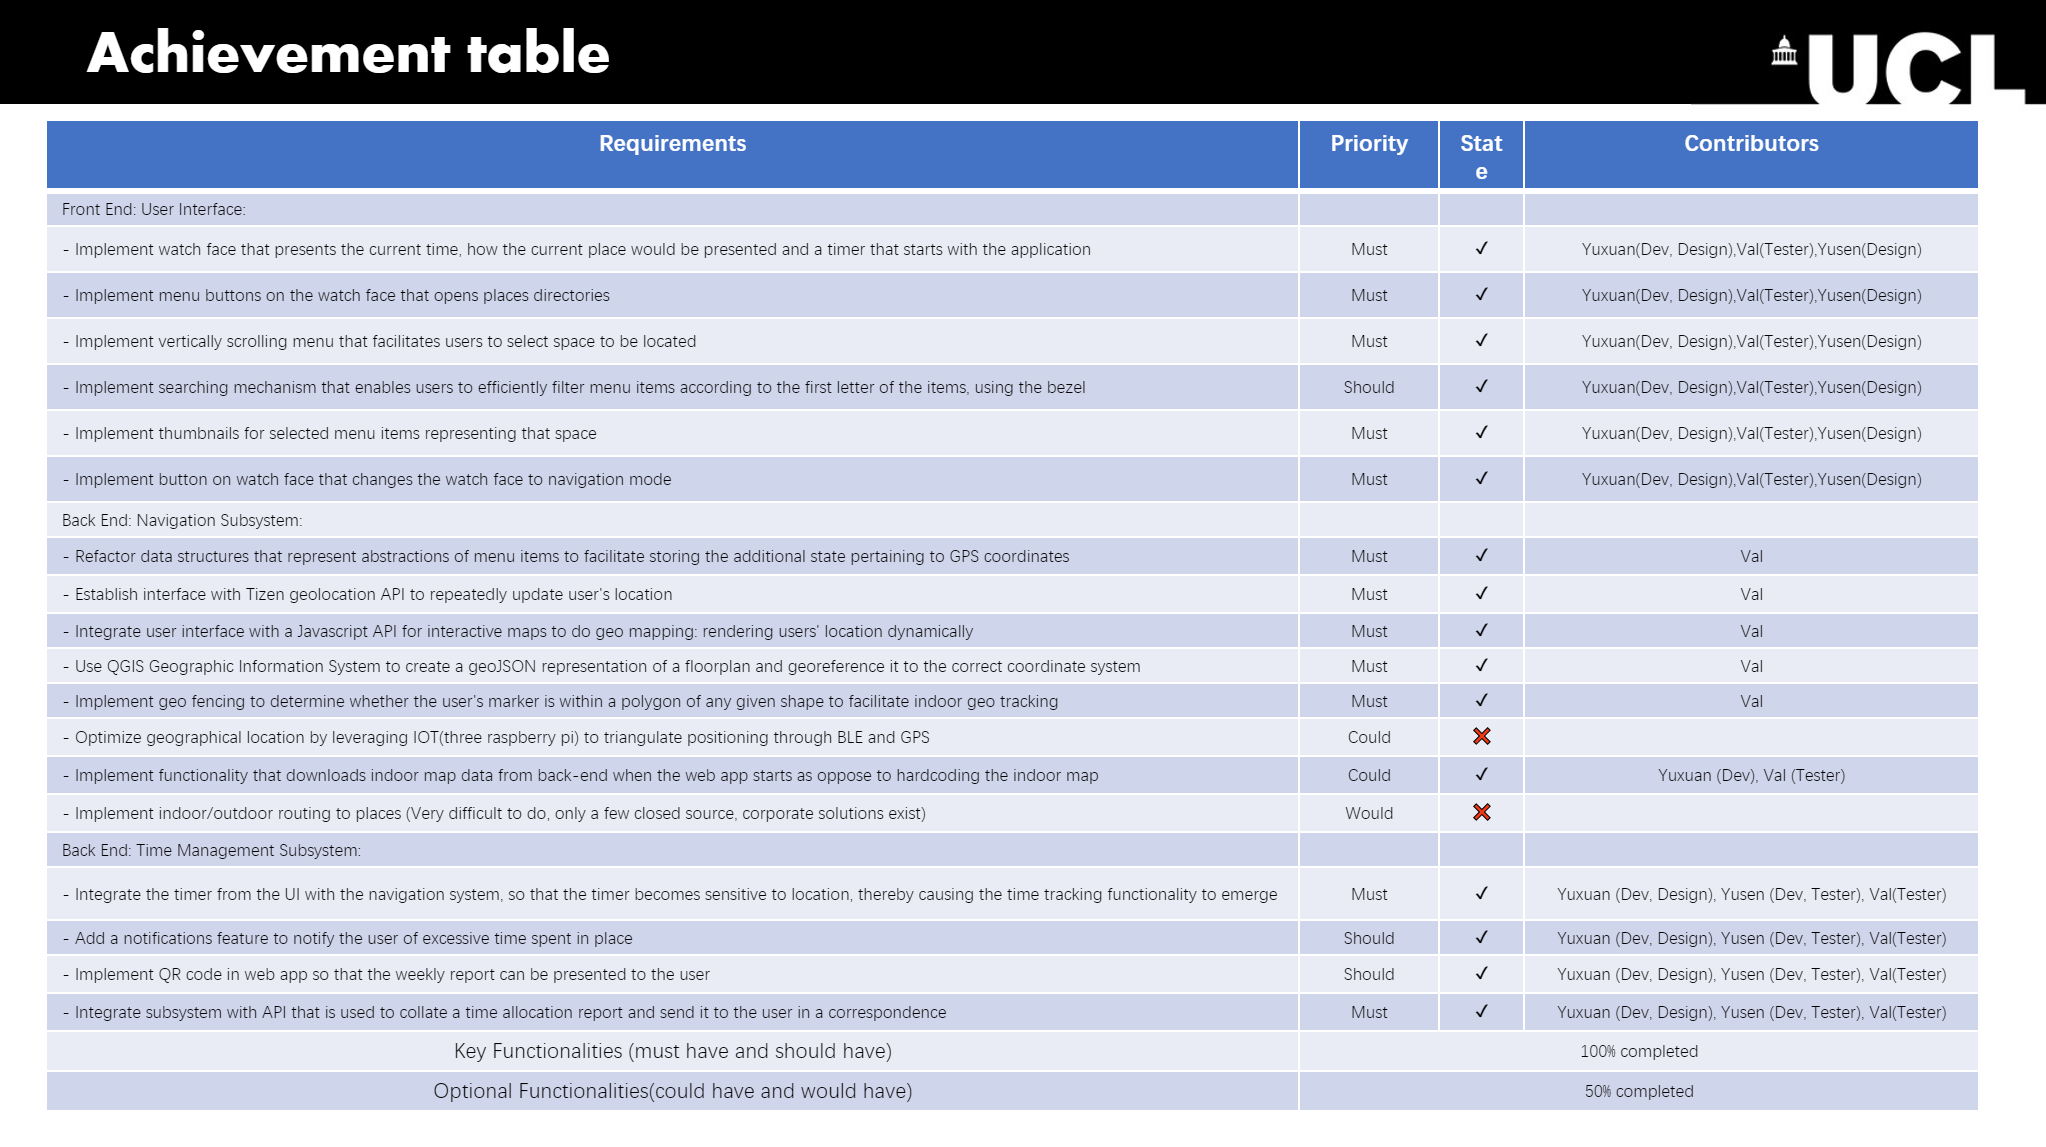 Achievement table
UCL
Requirements Priority Stat
e Contributors
Front End: User Interface:
- Implement watch face that presents the current time, how the current place would be presented and a timer that starts with the application Must ✓ Yuxuan(Dev, Design),Val(Tester),Yusen(Design)
- Implement menu buttons on the watch face that opens places directories Must ✓ Yuxuan(Dev, Design),Val(Tester),Yusen(Design)
- Implement vertically scrolling menu that facilitates users to select space to be located Must ✓ Yuxuan(Dev, Design),Val(Tester),Yusen(Design)
- Implement searching mechanism that enables users to efficiently filter menu items according to the first letter of the items, using the bezel Should ✓ Yuxuan(Dev, Design),Val(Tester),Yusen(Design)
- Implement thumbnails for selected menu items representing that space Must ✓ Yuxuan(Dev, Design),Val(Tester),Yusen(Design)
- Implement button on watch face that changes the watch face to navigation mode Must ✓ Yuxuan(Dev, Design),Val(Tester),Yusen(Design)
Back End: Navigation Subsystem:
- Refactor data structures that represent abstractions of menu items to facilitate storing the additional state pertaining to GPS coordinates Must ✓ Val
- Establish interface with Tizen geolocation API to repeatedly update user's location Must ✓ Val
- Integrate user interface with a Javascript API for interactive maps to do geo mapping: rendering users' location dynamically Must ✓ Val
- Use QGIS Geographic Information System to create a geoJSON representation of a floorplan and georeference it to the correct coordinate system Must ✓ Val
- Implement geo fencing to determine whether the user's marker is within a polygon of any given shape to facilitate indoor geo tracking Must ✓ Val
- Optimize geographical location by leveraging IOT(three raspberry pi) to triangulate positioning through BLE and GPS Could ❌
- Implement functionality that downloads indoor map data from back-end when the web app starts as oppose to hardcoding the indoor map Could ✓ Yuxuan (Dev), Val (Tester)
- Implement indoor/outdoor routing to places (Very difficult to do, only a few closed source, corporate solutions exist) Would ❌
Back End: Time Management Subsystem:
- Integrate the timer from the UI with the navigation system, so that the timer becomes sensitive to location, thereby causing the time tracking functionality to emerge Must ✓ Yuxuan (Dev, Design), Yusen (Dev, Tester), Val(Tester)
- Add a notifications feature to notify the user of excessive time spent in place Should ✓ Yuxuan (Dev, Design), Yusen (Dev, Tester), Val(Tester)
- Implement QR code in web app so that the weekly report can be presented to the user Should ✓ Yuxuan (Dev, Design), Yusen (Dev, Tester), Val(Tester)
- Integrate subsystem with API that is used to collate a time allocation report and send it to the user in a correspondence Must ✓ Yuxuan (Dev, Design), Yusen (Dev, Tester), Val(Tester)
Key Functionalities (must have and should have) 100% completed
Optional Functionalities(could have and would have) 50% completed